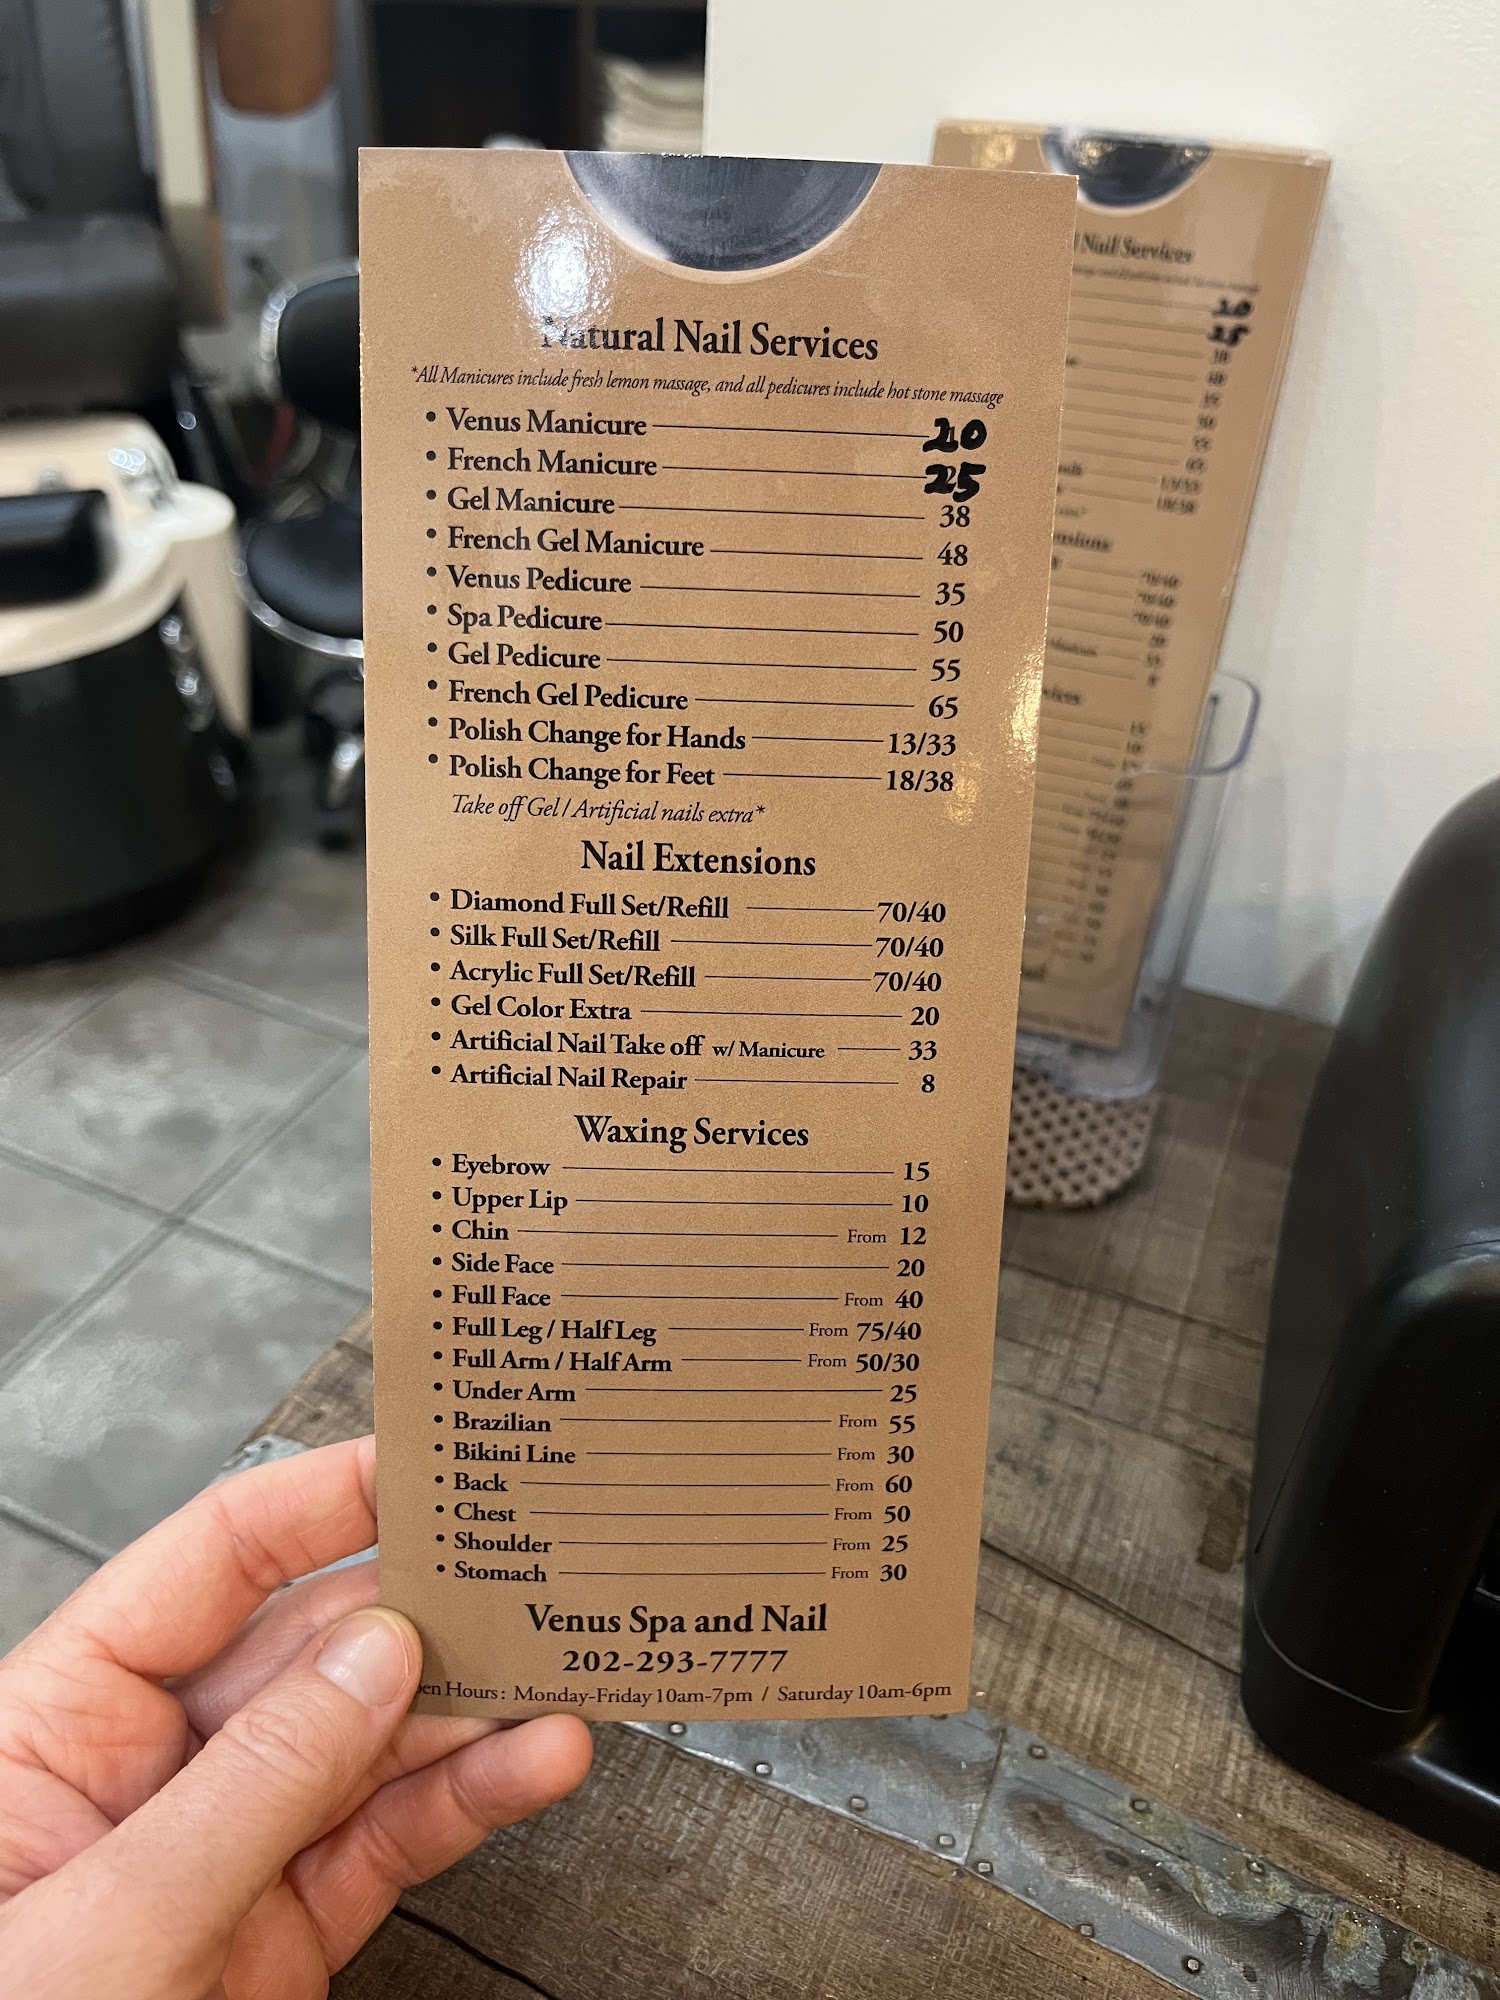 Natural Nail Services
*All Manicures include fresh lemon massage, and all pedicures include hot stone massage
• Venus Manicure 20
• French Manicure 25
• Gel Manicure 38
• French Gel Manicure 48
• Venus Pedicure 35
• Spa Pedicure 50
• Gel Pedicure 55
• French Gel Pedicure 65
• Polish Change for Hands 13/33
• Polish Change for Feet 18/38
Take off Gel / Artificial nails extra*
Nail Extensions
• Diamond Full Set/Refill 70/40
• Silk Full Set/Refill 70/40
• Acrylic Full Set/Refill 70/40
• Gel Color Extra 20
• Artificial Nail Take off w/ Manicure 33
• Artificial Nail Repair 8
Waxing Services
• Eyebrow 15
• Upper Lip 10
• Chin From 12
• Side Face 20
• Full Face From 40
• Full Leg / Half Leg From 75/40
• Full Arm / Half Arm From 50/30
• Under Arm 25
• Brazilian From 55
• Bikini Line From 30
• Back From 60
• Chest From 50
• Shoulder From 25
• Stomach From 30
Venus Spa and Nail
202-293-7777
en Hours: Monday-Friday 10am-7pm / Saturday 10am-6pm
Nail Services
20
25